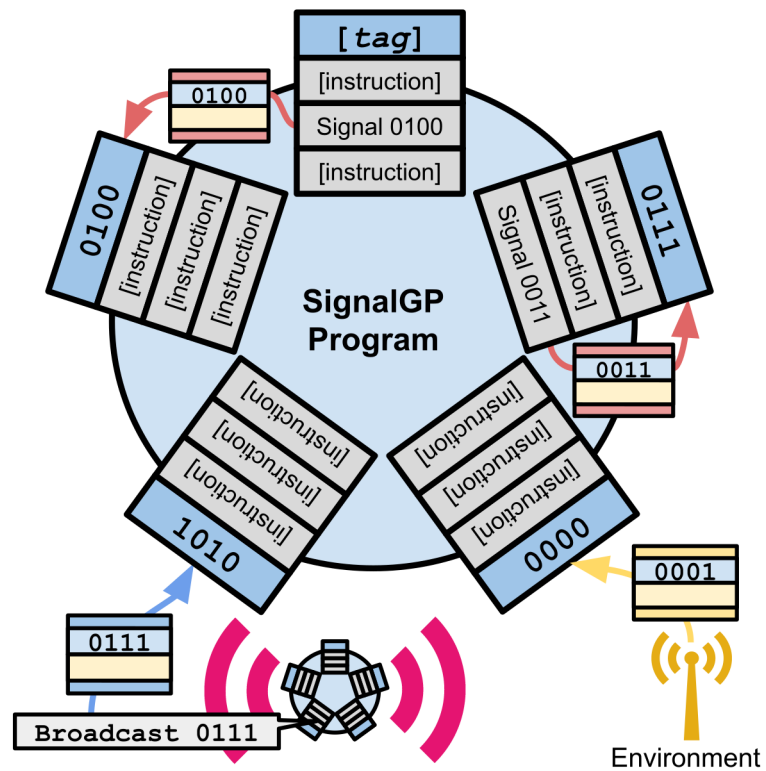 [tag]
[instruction]
Signal 0100
[instruction]
0100
0100
[instruction]
[instruction]
[instruction]
Signal 0011
[instruction]
[instruction]
0111
0011
SignalGP
Program
[instruction]
[instruction]
[instruction]
1010
[instruction]
[instruction]
[instruction]
0000
0001
0111
Broadcast 0111
Environment